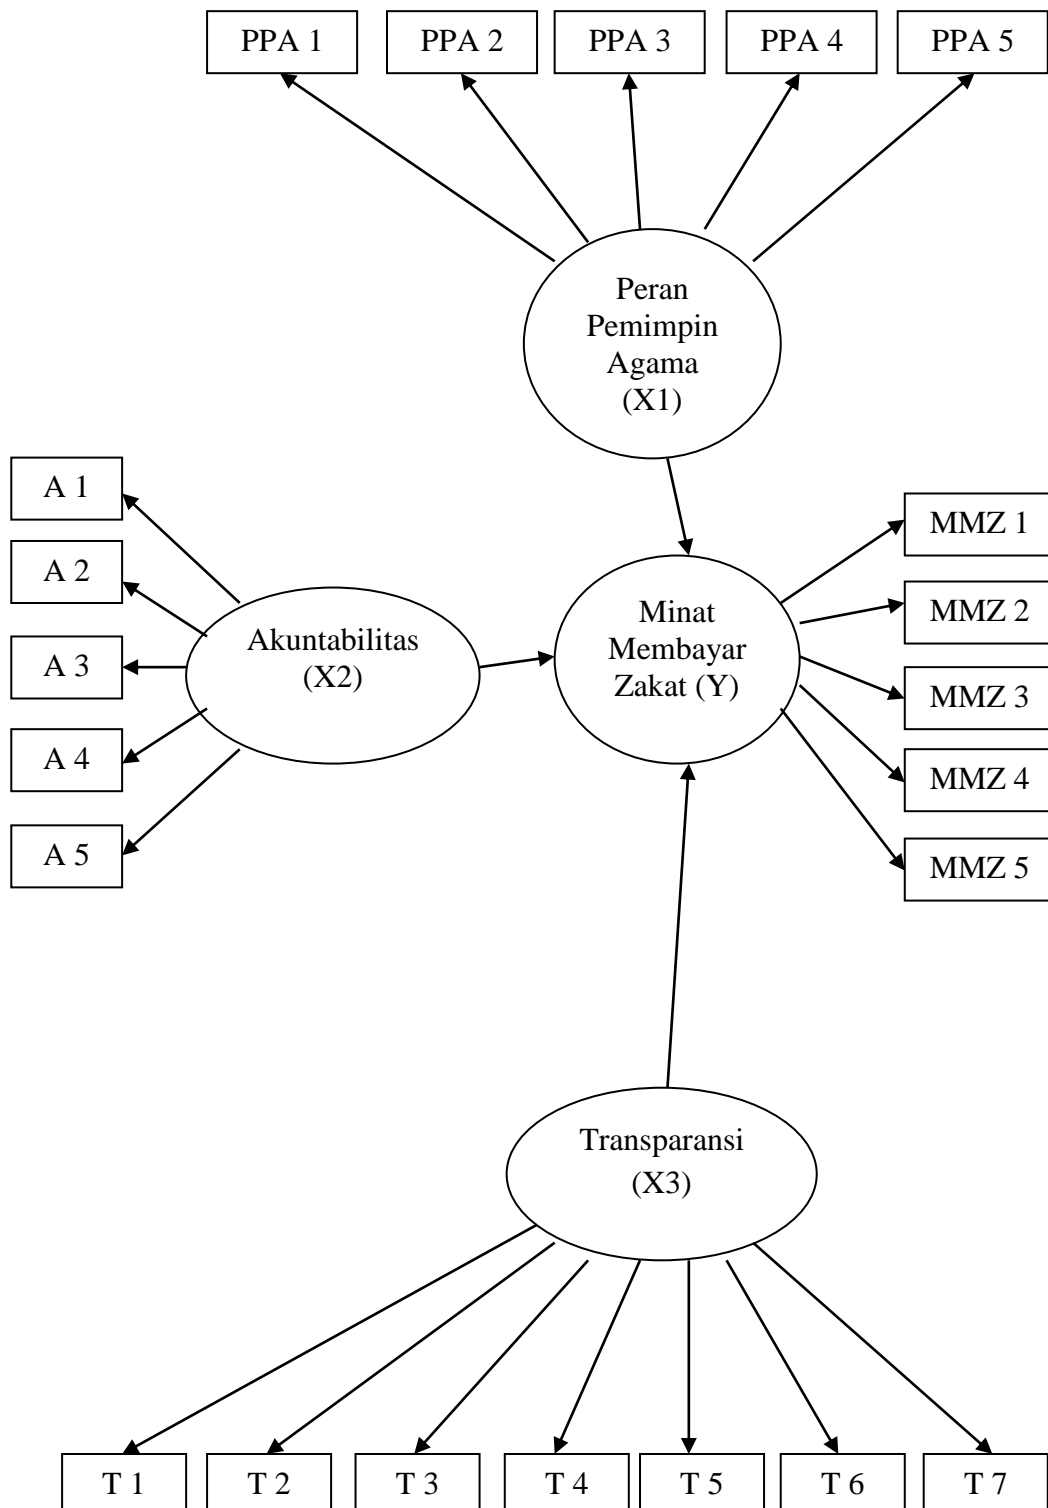 PPA 1
PPA 2
PPA 3
PPA 4
PPA 5
Peran
Pemimpin
Agama
(X1)
A 1
A 2
A 3
A 4
A 5
Akuntabilitas
(X2)
Minat
Membayar
Zakat (Y)
MMZ 1
MMZ 2
MMZ 3
MMZ 4
MMZ 5
Transparansi
(X3)
T 1
T 2
T 3
T 4
T 5
T 6
T 7